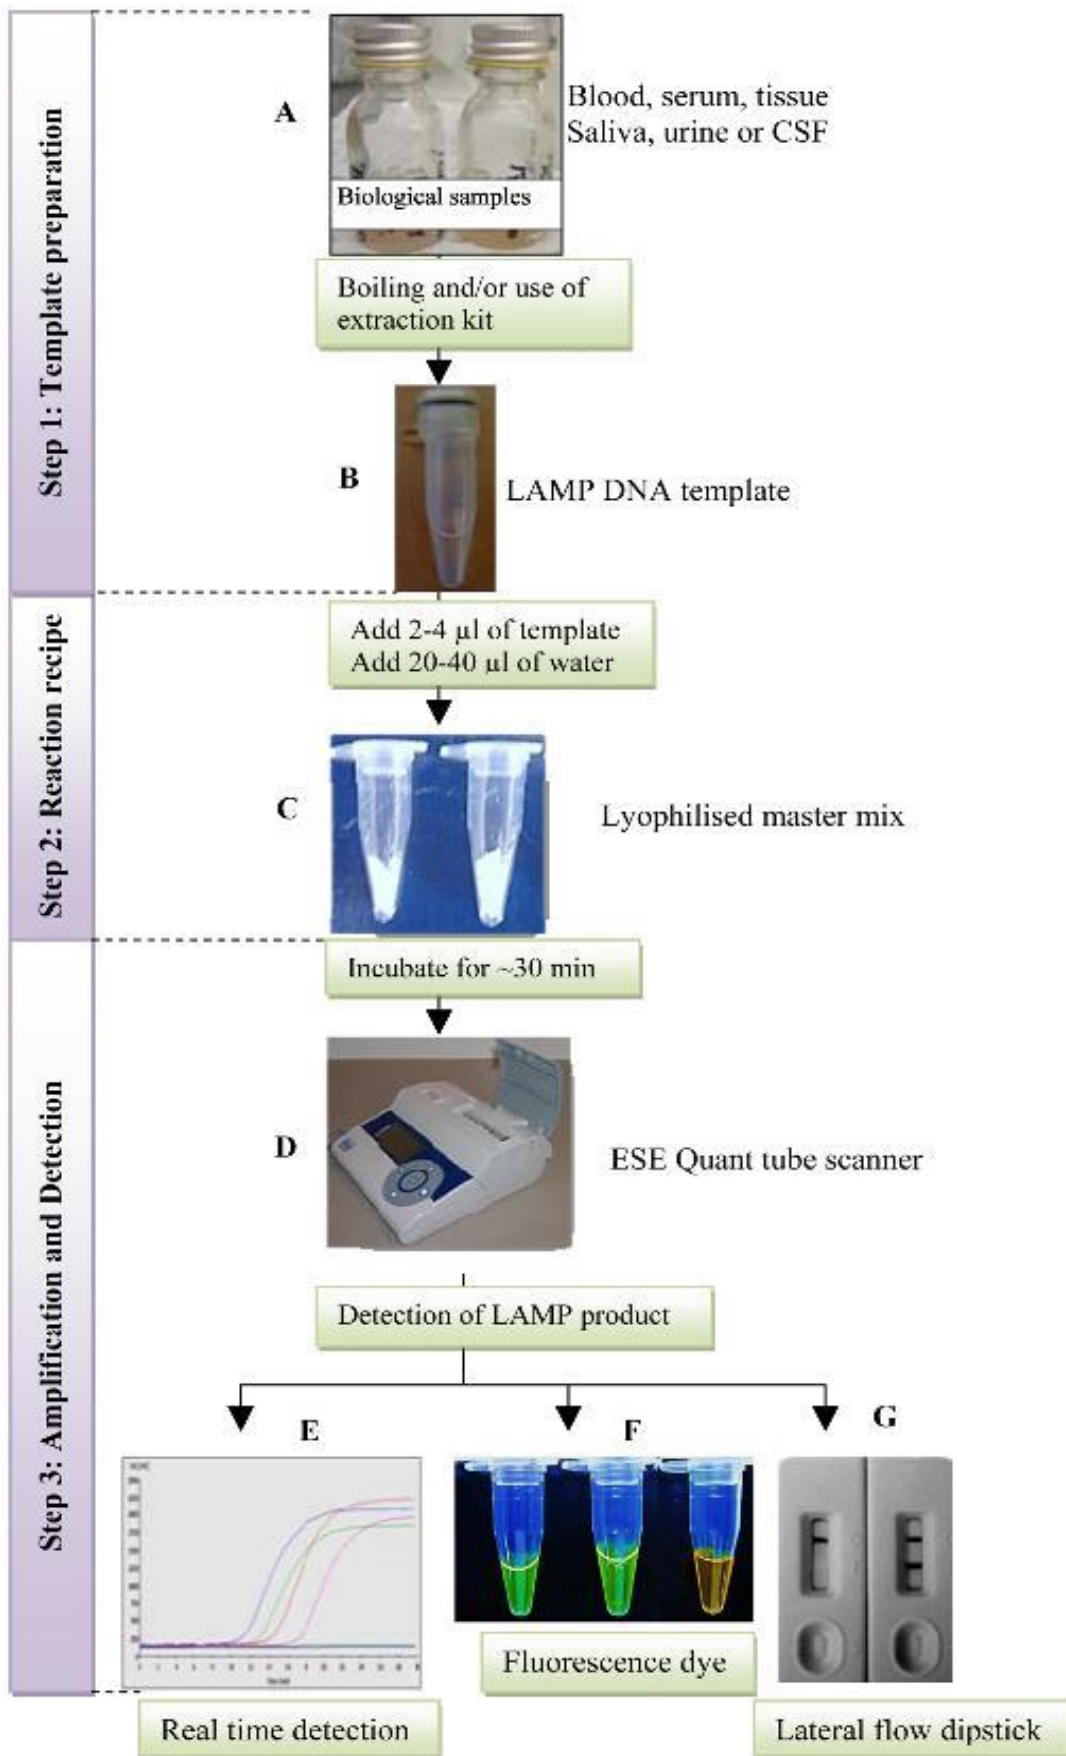 Step 1: Template preparation
A
Blood, serum, tissue
Saliva, urine or CSF
Biological samples
Boiling and/or use of
extraction kit
B
LAMP DNA template
Step 2: Reaction recipe
Add 2-4 µl of template
Add 20-40 µl of water
C
Lyophilised master mix
Step 3: Amplification and Detection
Incubate for ~30 min
D
ESE Quant tube scanner
Detection of LAMP product
E
F
G
Fluorescence dye
Real time detection
Lateral flow dipstick